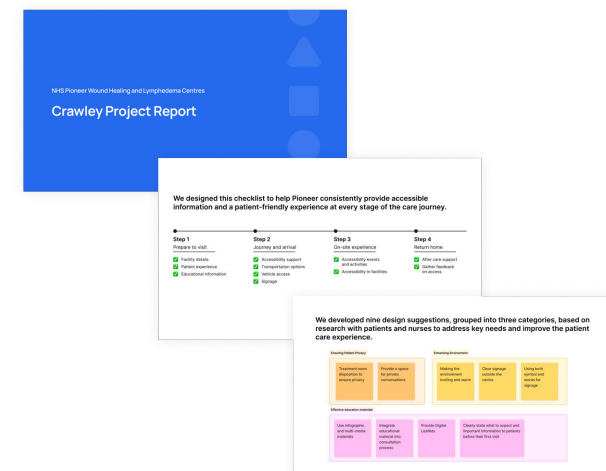 NHS Pioneer Wound Healing and Lymphedema Centres
Crawley Project Report
We designed this checklist to help Pioneer consistently provide accessible
information and a patient-friendly experience at every stage of the care journey.
Step 1
Prepare to visit
Facility details
Patient experience
Educational information
Step 2
Journey and arrival
Accessibility support
Transportation options
Vehicle access
Signage
Step 3
On-site experience
Accessibility events
and activities
Accessibility in facilities
Step 4
Return home
After care support
Gather feedback
on access
We developed nine design suggestions, grouped into three categories, based on
research with patients and nurses to address key needs and improve the patient
care experience.
Ensuring Patient Privacy
Treatment room
disposition to
ensure privacy
Provide a space
for private
conversations
Enhancing Environment
Making the
environment
inviting and warm
Clear signage
outside the
centre
Using both
symbol and
words for
signage
Effective education materials
Use infographic
and multi-media
materials
Integrate
educational
material into
consultation
process
Provide Digital
Leaflets
Clearly state what to expect and
important information to patients
before their first visit